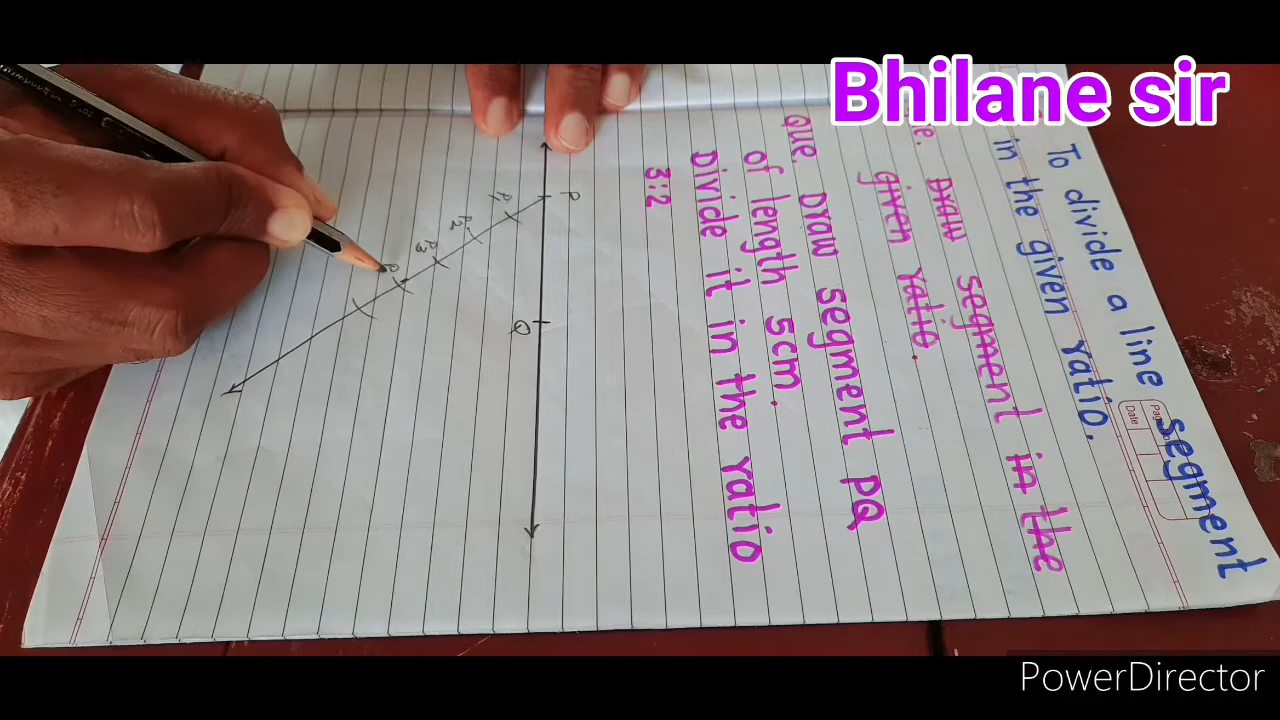 Bhilane sir
To divide a line segment
in the given ratio.
Draw segment in the
given ratio.
Que. Draw segment PQ
of length 5cm.
Divide it in the ratio
3:2
P
Q
P1
P2
P3
P
Page
Date
PowerDirector